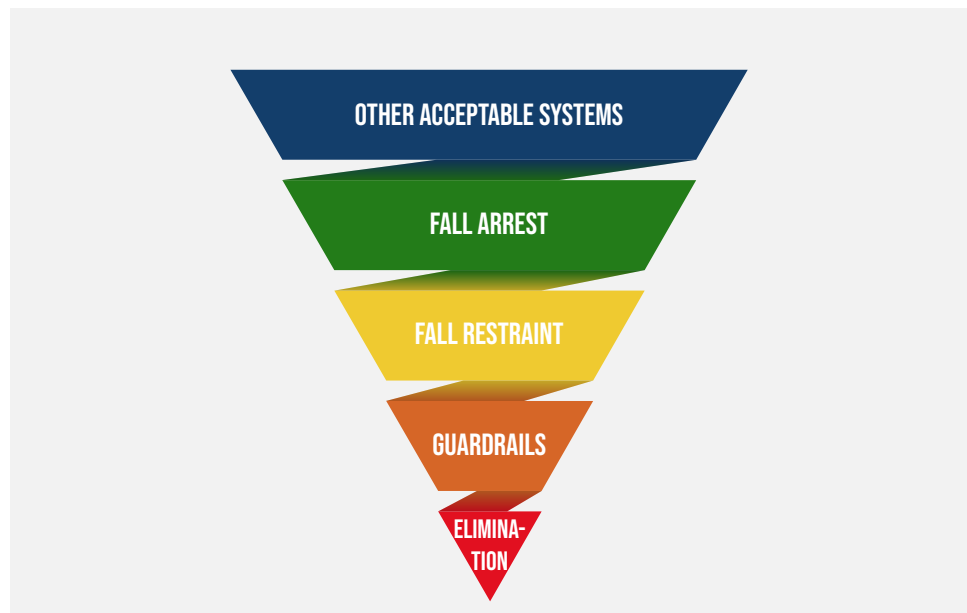 OTHER ACCEPTABLE SYSTEMS
FALL ARREST
FALL RESTRAINT
GUARDRAILS
ELIMINA-
TION